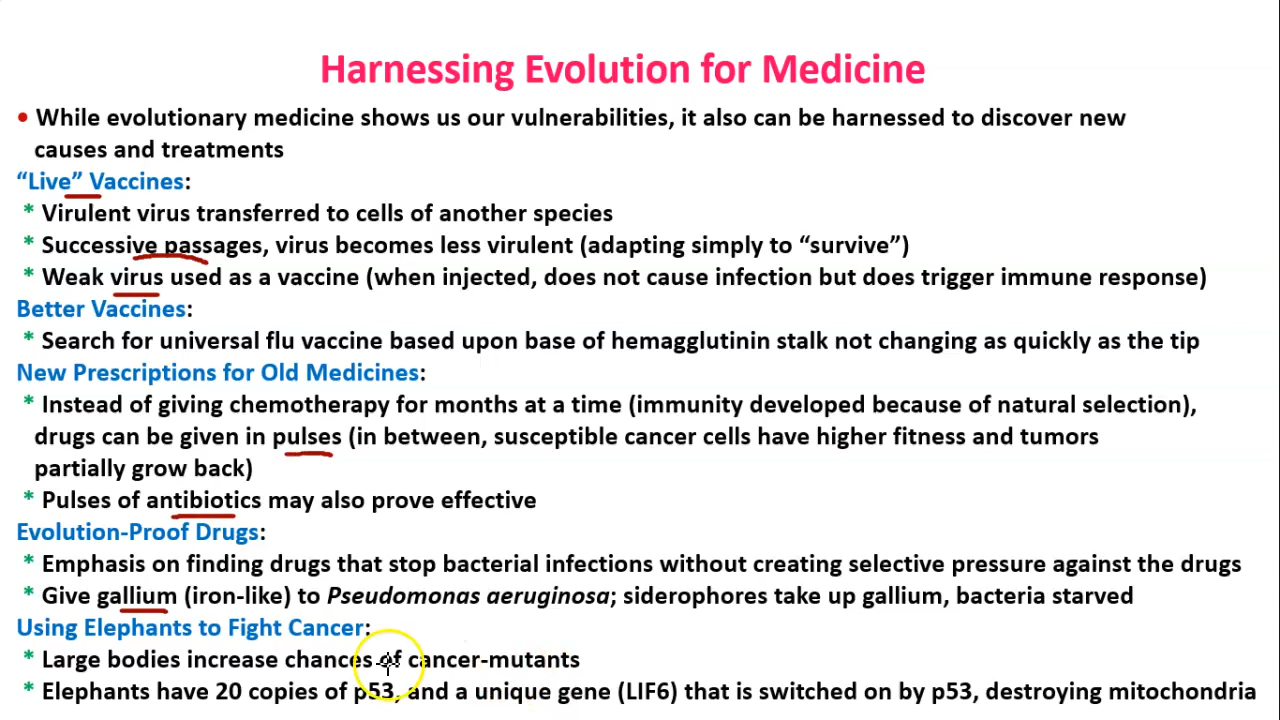 Harnessing Evolution for Medicine
• While evolutionary medicine shows us our vulnerabilities, it also can be harnessed to discover new
causes and treatments
“Live” Vaccines:
* Virulent virus transferred to cells of another species
* Successive passages, virus becomes less virulent (adapting simply to “survive”)
* Weak virus used as a vaccine (when injected, does not cause infection but does trigger immune response)
Better Vaccines:
* Search for universal flu vaccine based upon base of hemagglutinin stalk not changing as quickly as the tip
New Prescriptions for Old Medicines:
* Instead of giving chemotherapy for months at a time (immunity developed because of natural selection),
drugs can be given in pulses (in between, susceptible cancer cells have higher fitness and tumors
partially grow back)
* Pulses of antibiotics may also prove effective
Evolution-Proof Drugs:
* Emphasis on finding drugs that stop bacterial infections without creating selective pressure against the drugs
* Give gallium (iron-like) to Pseudomonas aeruginosa; siderophores take up gallium, bacteria starved
Using Elephants to Fight Cancer:
* Large bodies increase chances of cancer-mutants
* Elephants have 20 copies of p53, and a unique gene (LIF6) that is switched on by p53, destroying mitochondria